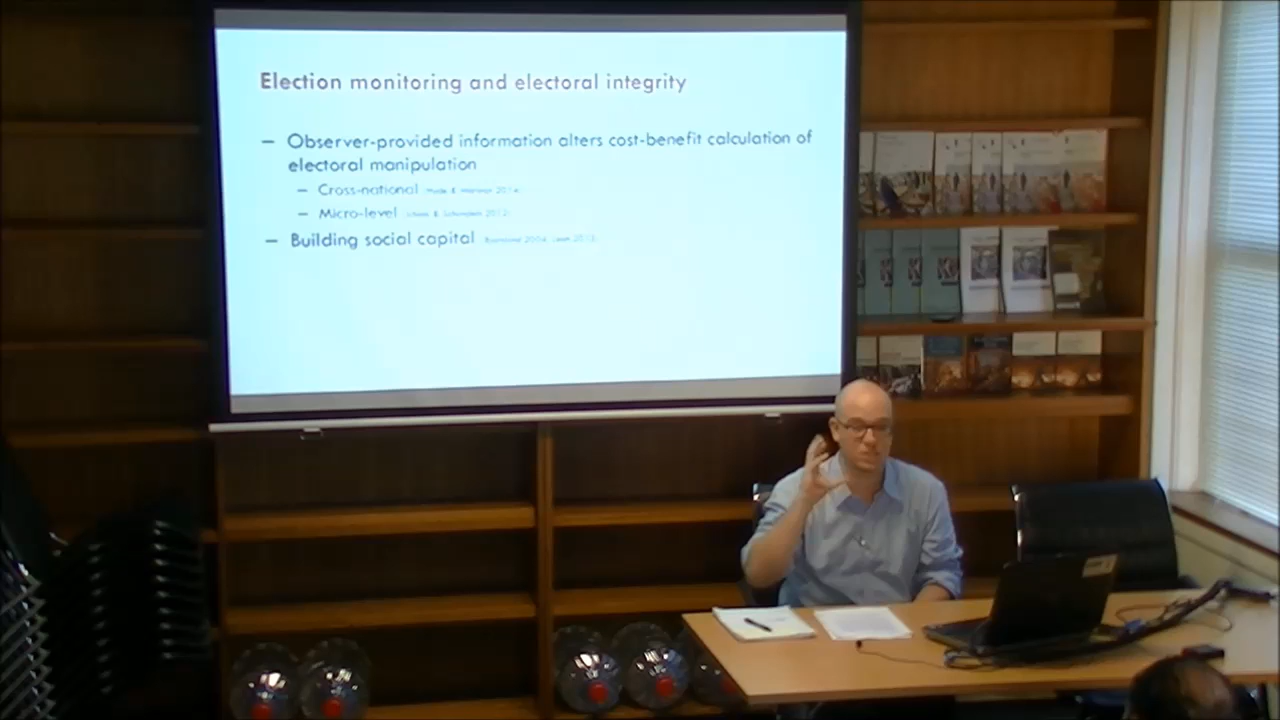 Election monitoring and electoral integrity
– Observer-provided information alters cost-benefit calculation of
electoral manipulation
– Cross-national
– Micro-level
– Building social capital